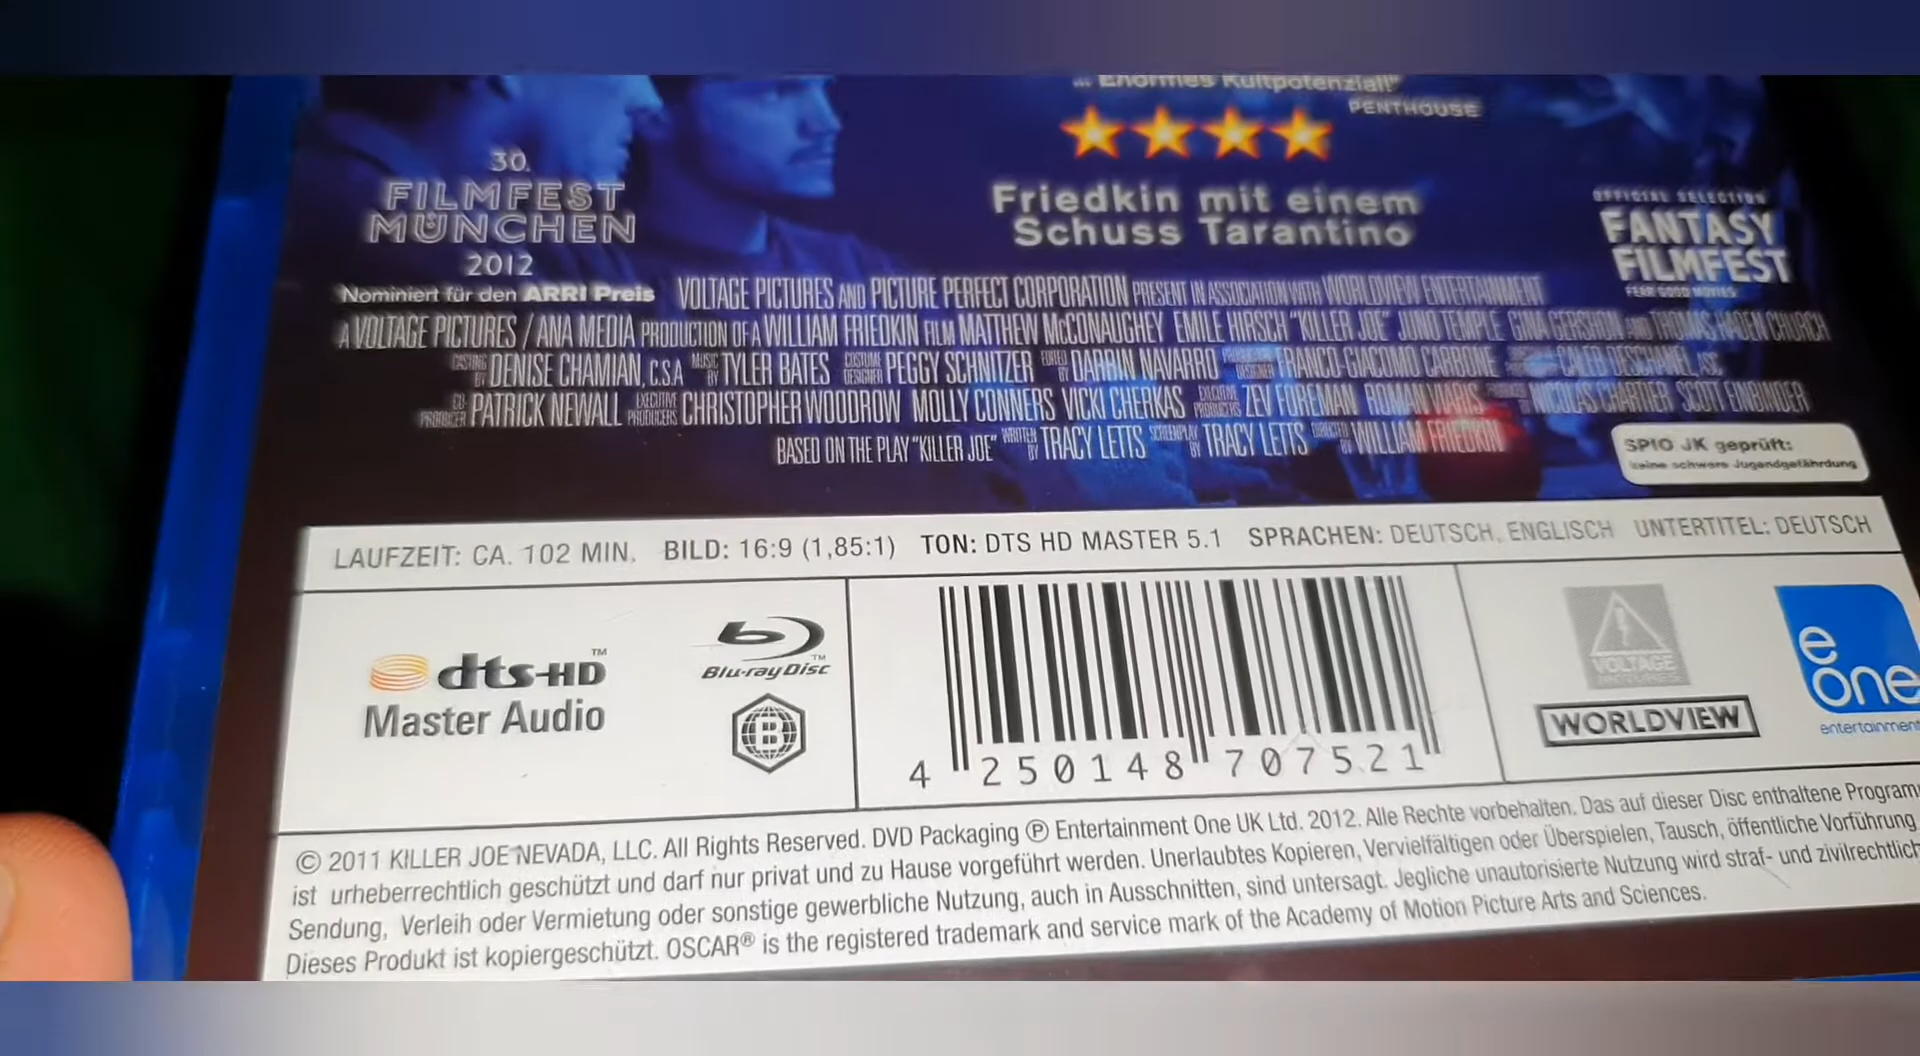 ... Enormes Kultpotenzial!"
PENTHOUSE
30.
FILMFEST
MÜNCHEN
2012
Nominiert für den ARRI Preis
Friedkin mit einem
Schuss Tarantino
OFFICIAL SELECTION
FANTASY
FILMFEST
FEAR GOOD MOVIES
VOLTAGE PICTURES AND PICTURE PERFECT CORPORATION PRESENT IN ASSOCIATION WITH WORLDVIEW ENTERTAINMENT
A VOLTAGE PICTURES / ANA MEDIA PRODUCTION OF A WILLIAM FRIEDKIN FILM MATTHEW McCONAUGHEY EMILE HIRSCH "KILLER JOE" JUNO TEMPLE GINA GERSHON AND THOMAS HADEN CHURCH
CASTING BY DENISE CHAMIAN, C.S.A MUSIC BY TYLER BATES COSTUME DESIGNER PEGGY SCHNITZER EDITED BY DARRIN NAVARRO DESIGNER FRANCO-GIACOMO CARBONE CALEB DESCHANEL, ASC
CO-PRODUCER PATRICK NEWALL EXECUTIVE PRODUCERS CHRISTOPHER WOODROW MOLLY CONNERS VICKI CHERKAS EXECUTIVE PRODUCERS ZEV FOREMAN ROMAN VIARIS NICOLAS CHARTIER SCOTT EINBINDER
BASED ON THE PLAY "KILLER JOE" WRITTEN BY TRACY LETTS SCREENPLAY BY TRACY LETTS DIRECTED BY WILLIAM FRIEDKIN
SPIO JK geprüft:
keine schwere Jugendgefährdung
LAUFZEIT: CA. 102 MIN. BILD: 16:9 (1,85:1) TON: DTS HD MASTER 5.1 SPRACHEN: DEUTSCH, ENGLISCH UNTERTITEL: DEUTSCH
dts-HD™
Master Audio
Blu-ray Disc™
B
4 250148 707521
VOLTAGE
PICTURES
WORLDVIEW
e
one
entertainment
© 2011 KILLER JOE NEVADA, LLC. All Rights Reserved. DVD Packaging ℗ Entertainment One UK Ltd. 2012. Alle Rechte vorbehalten. Das auf dieser Disc enthaltene Program
ist urheberrechtlich geschützt und darf nur privat und zu Hause vorgeführt werden. Unerlaubtes Kopieren, Vervielfältigen oder Überspielen, Tausch, öffentliche Vorführung
Sendung, Verleih oder Vermietung oder sonstige gewerbliche Nutzung, auch in Ausschnitten, sind untersagt. Jegliche unautorisierte Nutzung wird straf- und zivilrechtlich
Dieses Produkt ist kopiergeschützt. OSCAR® is the registered trademark and service mark of the Academy of Motion Picture Arts and Sciences.